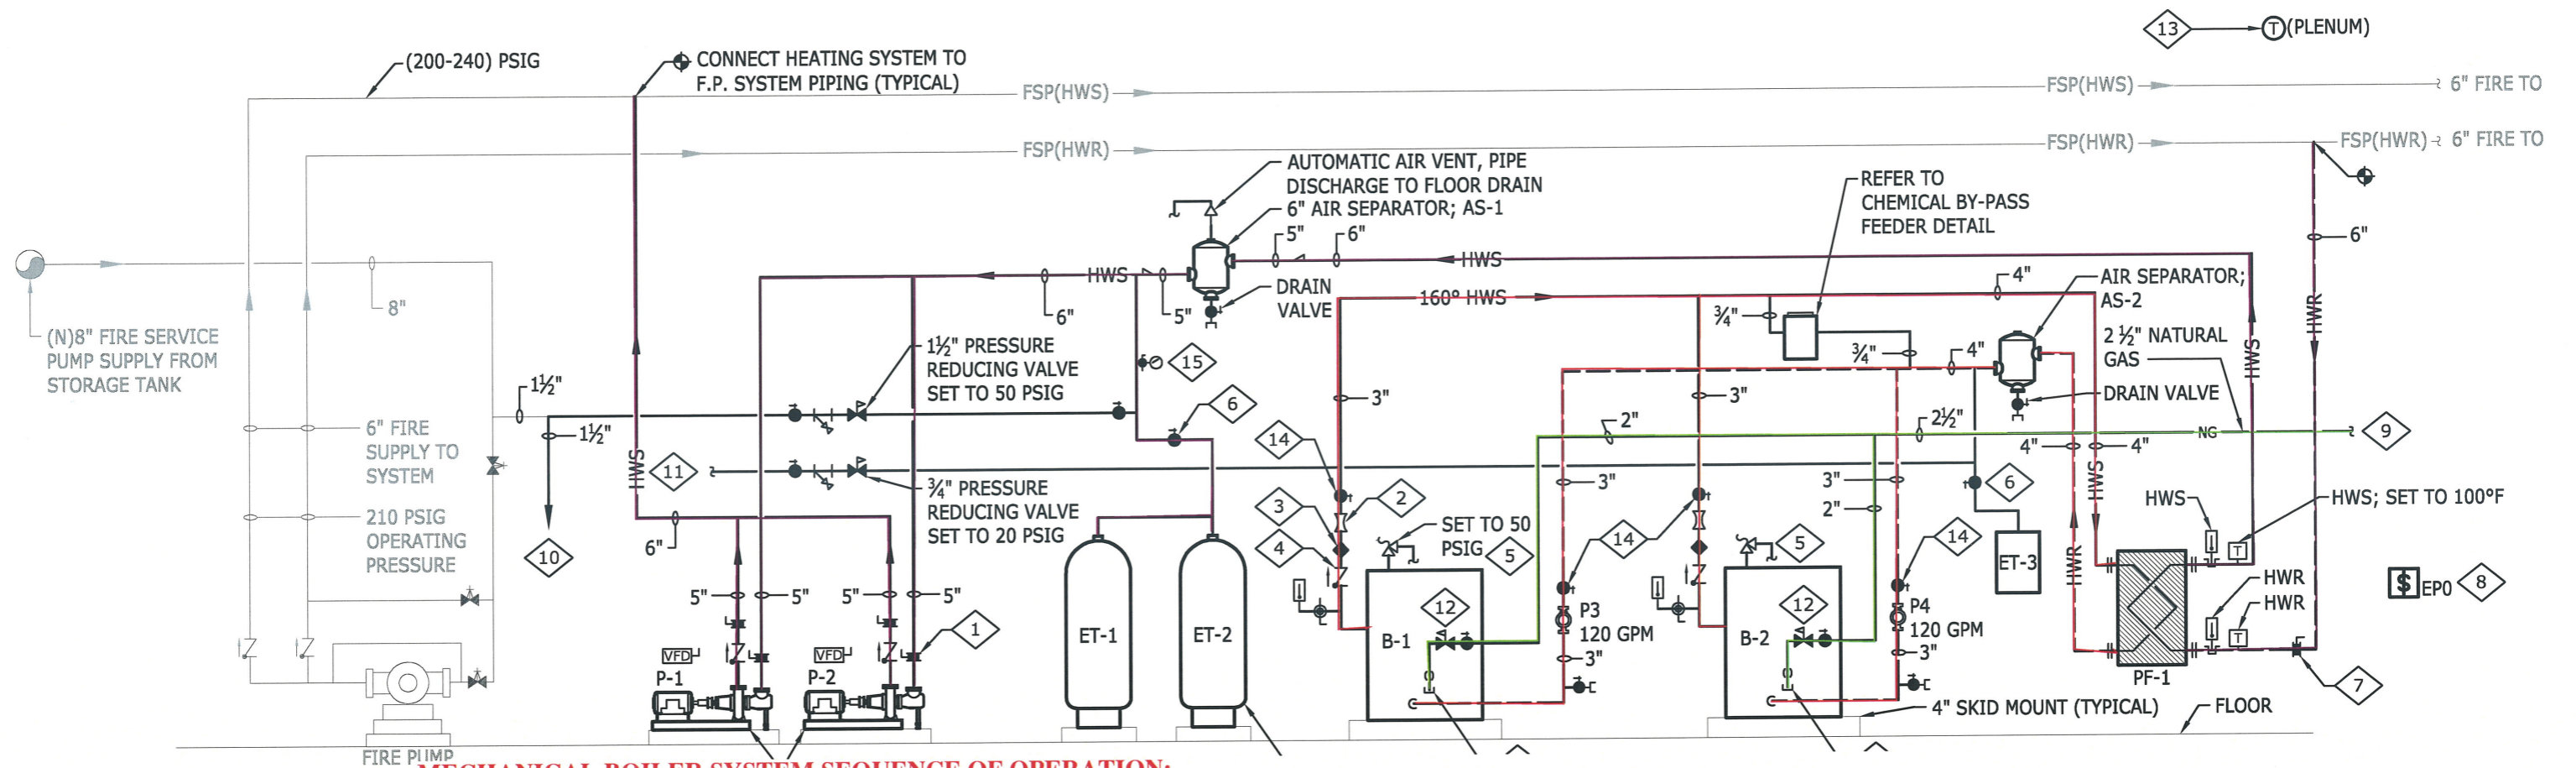 13
T (PLENUM)
(200-240) PSIG
CONNECT HEATING SYSTEM TO
F.P. SYSTEM PIPING (TYPICAL)
FSP(HWS)
FSP(HWS)
6" FIRE TO
FSP(HWR)
FSP(HWR)
FSP(HWR)
6" FIRE TO
AUTOMATIC AIR VENT, PIPE
DISCHARGE TO FLOOR DRAIN
6" AIR SEPARATOR; AS-1
5"
6"
REFER TO
CHEMICAL BY-PASS
FEEDER DETAIL
6"
HWS
HWS
6"
5"
DRAIN
VALVE
160° HWS
4"
AIR SEPARATOR;
AS-2
HWR
8"
(N)8" FIRE SERVICE
PUMP SUPPLY FROM
STORAGE TANK
1½" PRESSURE
REDUCING VALVE
SET TO 50 PSIG
15
¾"
¾"
4"
2 ½" NATURAL
GAS
HWS
DRAIN VALVE
1½"
1½"
6
3"
3"
2"
2½"
NG
9
6" FIRE
SUPPLY TO
SYSTEM
14
4"
4"
HWS
11
¾" PRESSURE
REDUCING VALVE
SET TO 20 PSIG
3"
3"
6
HWS
HWS
HWS; SET TO 100°F
210 PSIG
OPERATING
PRESSURE
6"
3
2
4
SET TO 50
PSIG
5
14
2"
5
14
10
ET-3
HWR
T
HWR
HWR
T
EP0
8
5"
5"
5"
5"
1
ET-1
ET-2
B-1
12
P3
120 GPM
B-2
12
P4
120 GPM
VFD
P-1
VFD
P-2
3"
3"
PF-1
7
4" SKID MOUNT (TYPICAL)
FLOOR
FIRE PUMP
MECHANICAL BOILER SYSTEM SEQUENCE OF OPERATION: